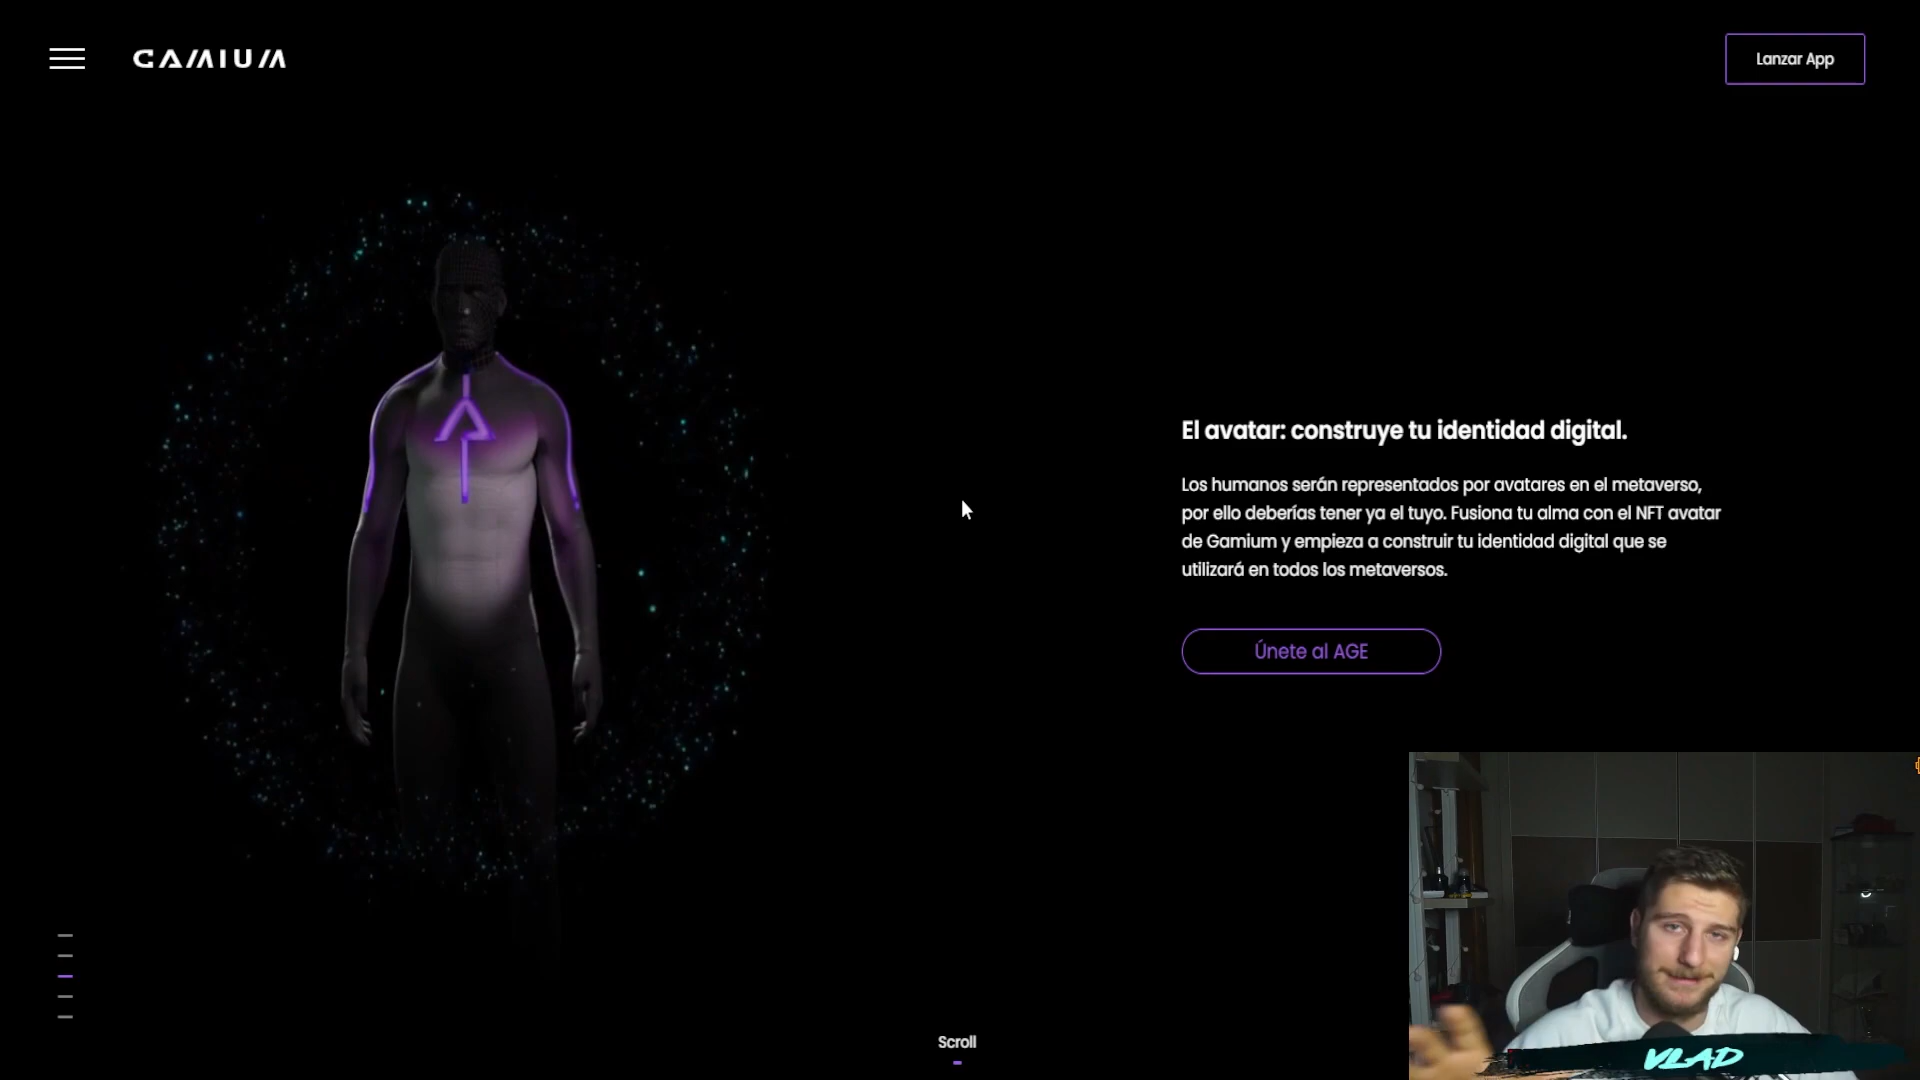 GAMIUM
Lanzar App
El avatar: construye tu identidad digital.
Los humanos serán representados por avatares en el metaverso,
por ello deberías tener ya el tuyo. Fusiona tu alma con el NFT avatar
de Gamium y empieza a construir tu identidad digital que se
utilizará en todos los metaversos.
Únete al AGE
Scroll
VLAD